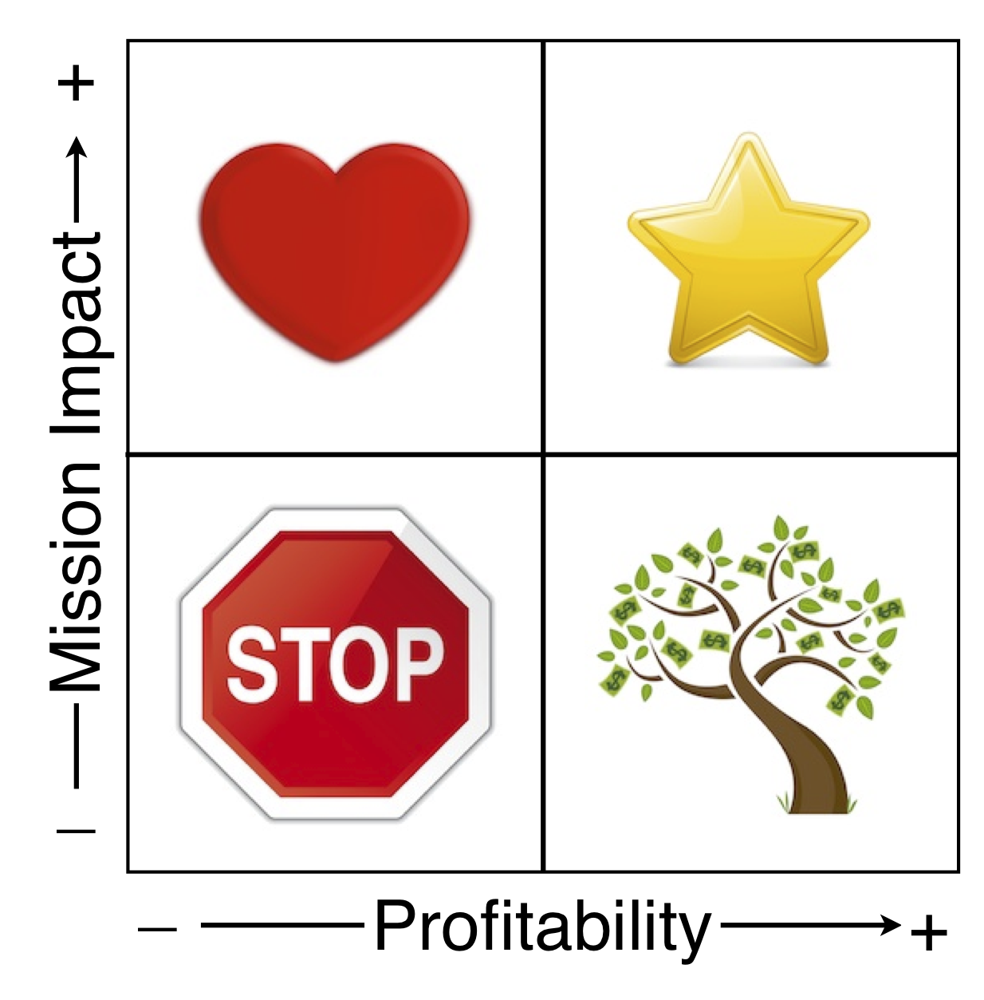 +
Mission Impact
–
STOP
– Profitability +